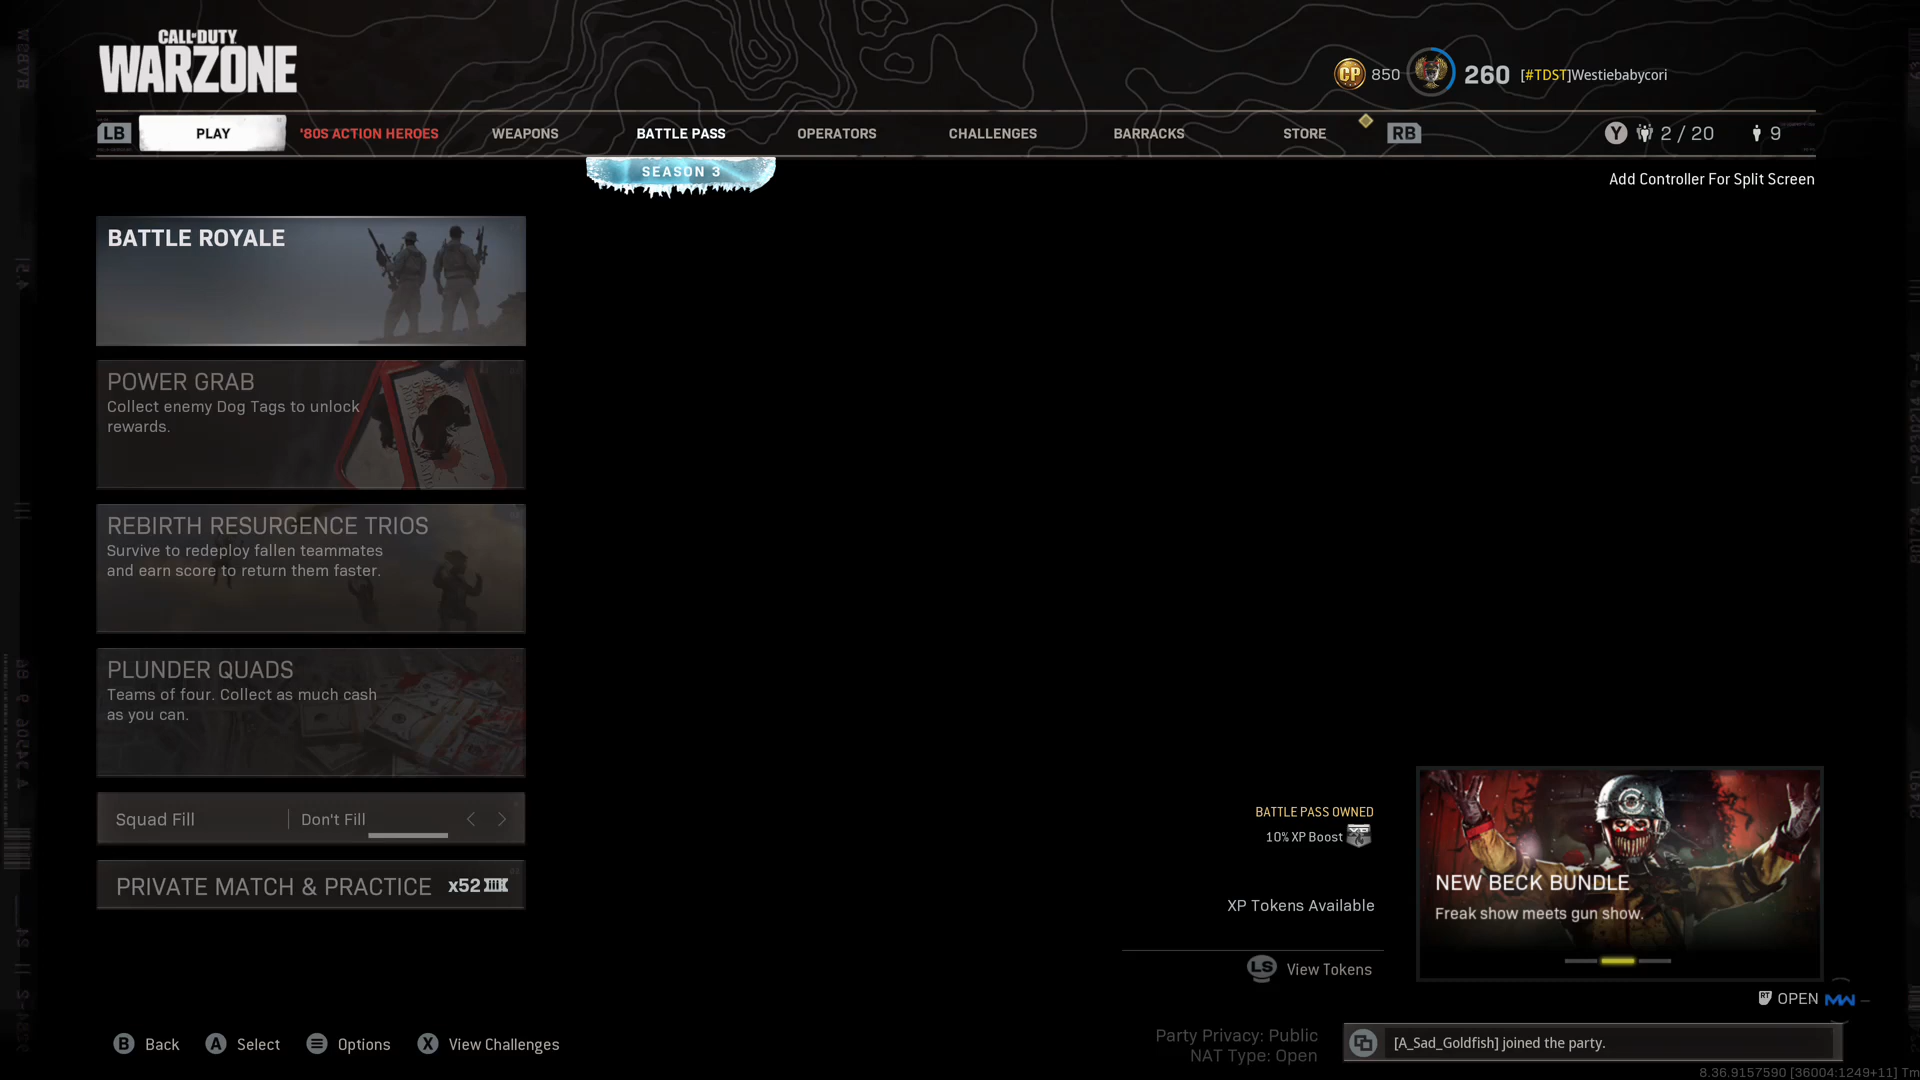 CALL OF DUTY
WARZONE
CP 850 260 [#TDST]Westiebabycori
LB PLAY '80S ACTION HEROES WEAPONS BATTLE PASS OPERATORS CHALLENGES BARRACKS STORE RB Y 2 / 20 9
SEASON 3
Add Controller For Split Screen
BATTLE ROYALE
POWER GRAB
Collect enemy Dog Tags to unlock
rewards.
REBIRTH RESURGENCE TRIOS
Survive to redeploy fallen teammates
and earn score to return them faster.
PLUNDER QUADS
Teams of four. Collect as much cash
as you can.
Squad Fill Don't Fill
PRIVATE MATCH & PRACTICE x52
BATTLE PASS OWNED
10% XP Boost
XP Tokens Available
LS View Tokens
NEW BECK BUNDLE
Freak show meets gun show.
RT OPEN MW
B Back A Select Options X View Challenges
Party Privacy: Public
NAT Type: Open
[A_Sad_Goldfish] joined the party.
8.36.9157590 [36004:1249+11] Tm